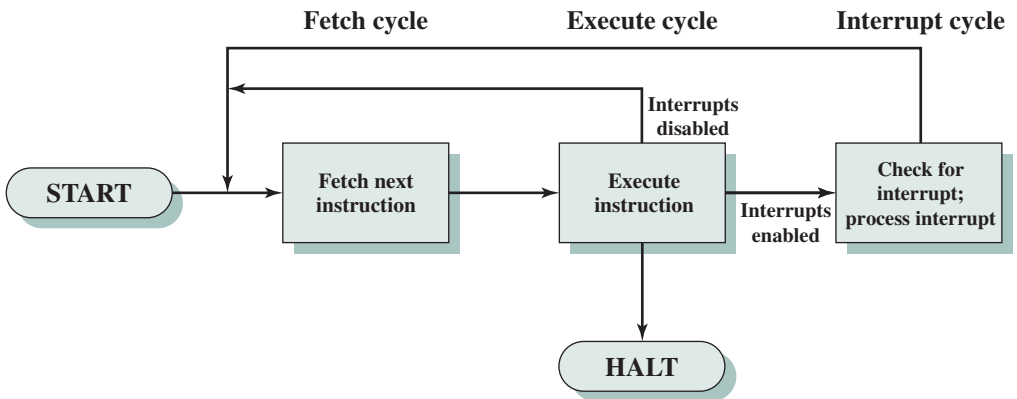 Fetch cycle
Execute cycle
Interrupt cycle
Interrupts
disabled
START
Fetch next
instruction
Execute
instruction
Interrupts
enabled
Check for
interrupt;
process interrupt
HALT